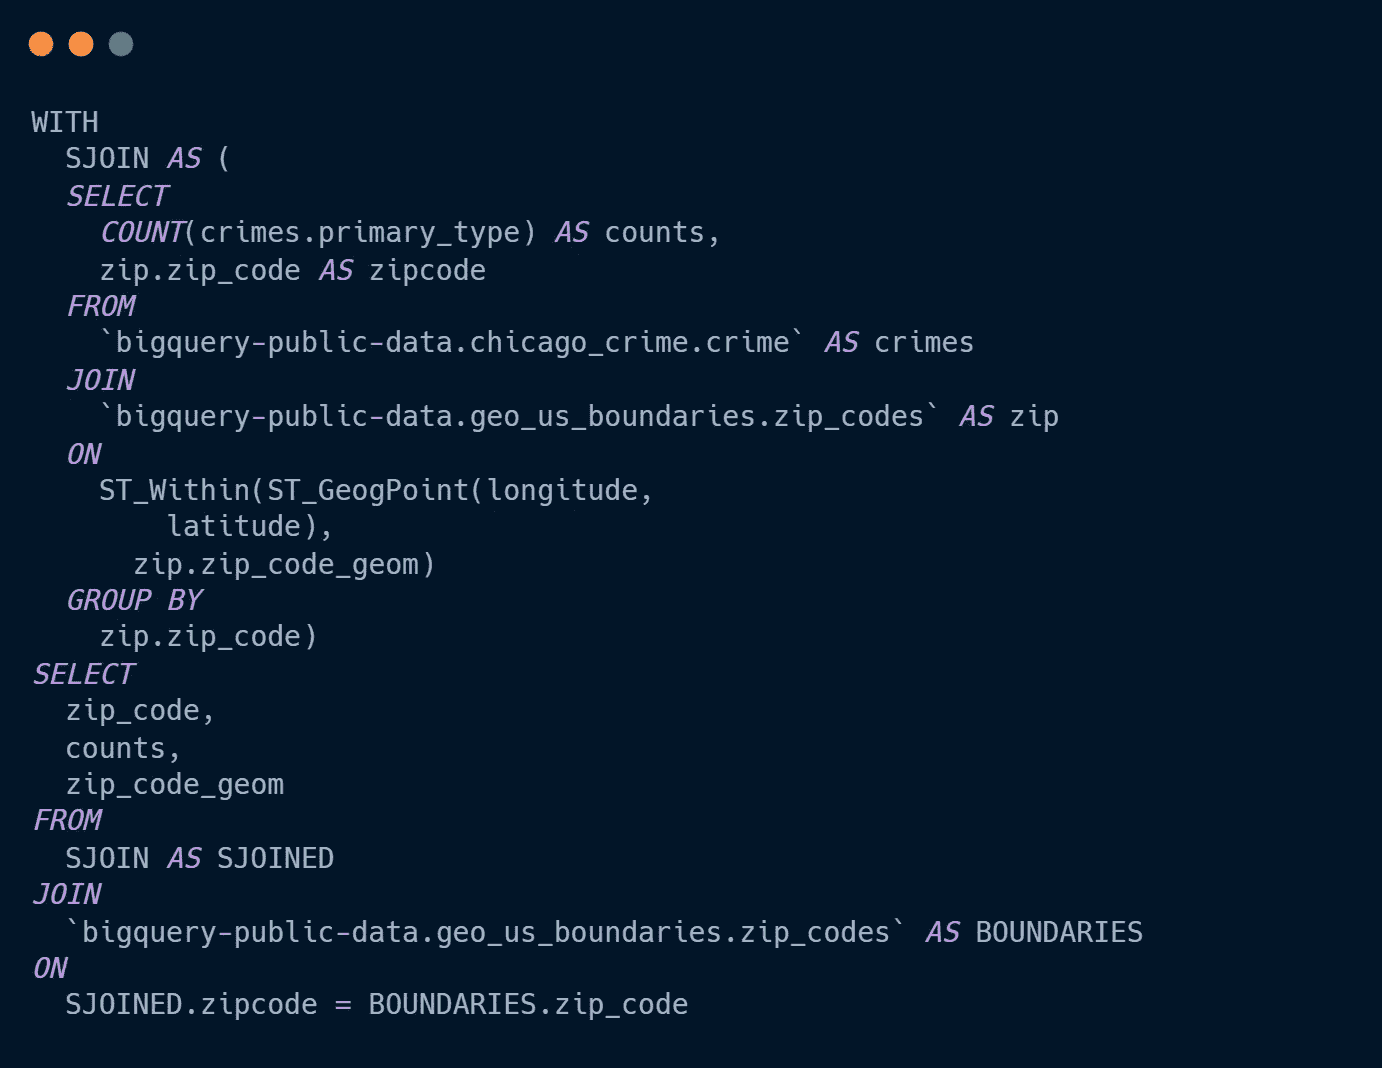 WITH
  SJOIN AS (
  SELECT
    COUNT(crimes.primary_type) AS counts,
    zip.zip_code AS zipcode
  FROM
    `bigquery-public-data.chicago_crime.crime` AS crimes
  JOIN
    `bigquery-public-data.geo_us_boundaries.zip_codes` AS zip
  ON
    ST_Within(ST_GeogPoint(longitude,
        latitude),
      zip.zip_code_geom)
  GROUP BY
    zip.zip_code)
SELECT
  zip_code,
  counts,
  zip_code_geom
FROM
  SJOIN AS SJOINED
JOIN
  `bigquery-public-data.geo_us_boundaries.zip_codes` AS BOUNDARIES
ON
  SJOINED.zipcode = BOUNDARIES.zip_code